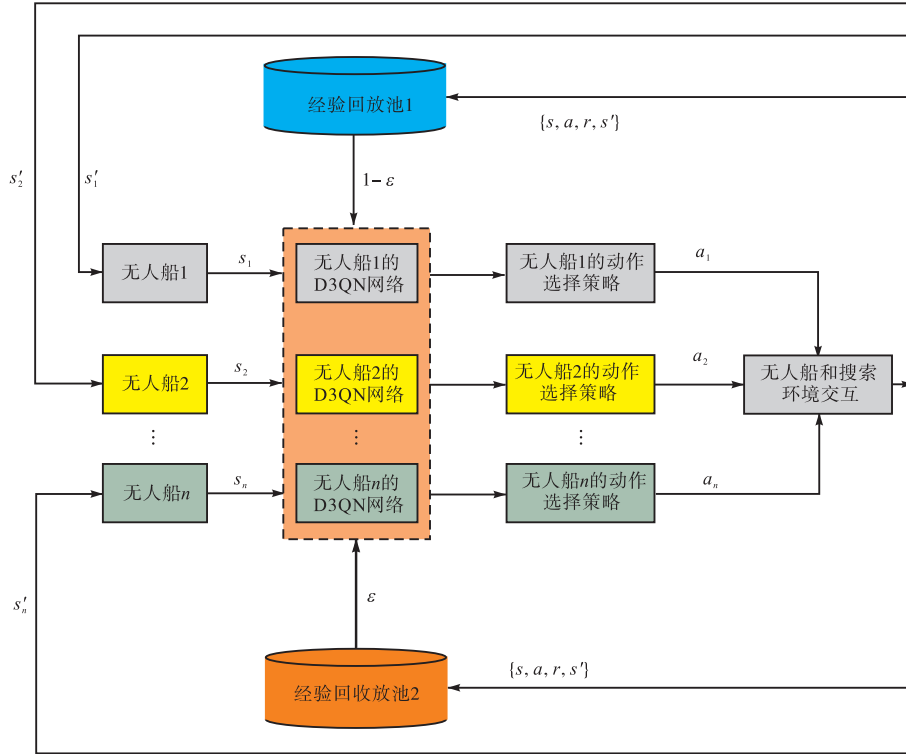 经验回放池1
{s, a, r, s′}
s′₂
s′₁
1−ε
无人船1
s₁
无人船1的
D3QN网络
无人船1的动作
选择策略
a₁
无人船2
s₂
无人船2的
D3QN网络
无人船2的动作
选择策略
a₂
无人船和搜索
环境交互
⋮
⋮
⋮
无人船n
sₙ
无人船n的
D3QN网络
无人船n的动作
选择策略
aₙ
s′ₙ
ε
{s, a, r, s′}
经验回收放池2